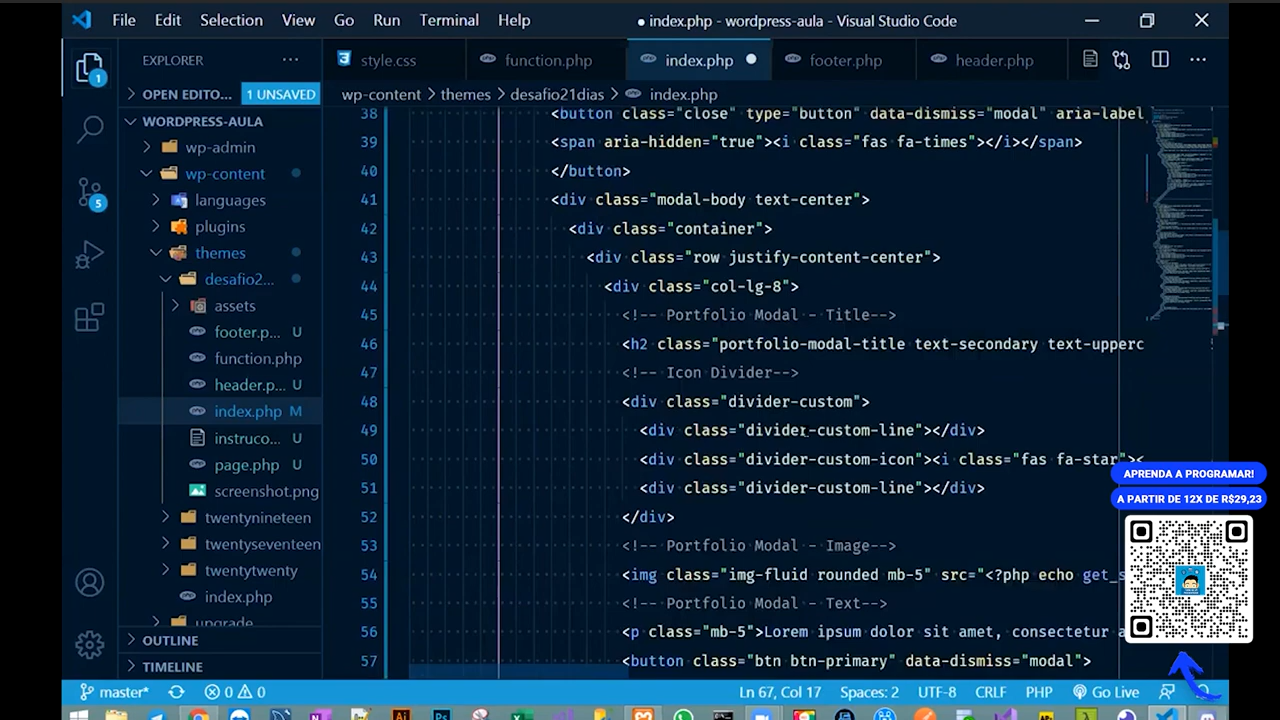 File Edit Selection View Go Run Terminal Help ● index.php - wordpress-aula - Visual Studio Code
EXPLORER ···
style.css function.php index.php footer.php header.php ···
OPEN EDITO... 1 UNSAVED
wp-content > themes > desafio21dias > index.php
WORDPRESS-AULA
wp-admin
wp-content
languages
plugins
themes
desafio2...
assets
footer.p... U
function.php
header.p... U
index.php M
instruco... U
page.php U
screenshot.png
twentynineteen
twentyseventeen
twentytwenty
index.php
upgrade
OUTLINE
TIMELINE
1
5
38 <button class="close" type="button" data-dismiss="modal" aria-label
39 <span aria-hidden="true"><i class="fas fa-times"></i></span>
40 </button>
41 <div class="modal-body text-center">
42 <div class="container">
43 <div class="row justify-content-center">
44 <div class="col-lg-8">
45 <!-- Portfolio Modal - Title-->
46 <h2 class="portfolio-modal-title text-secondary text-upperc
47 <!-- Icon Divider-->
48 <div class="divider-custom">
49 <div class="divider-custom-line"></div>
50 <div class="divider-custom-icon"><i class="fas fa-star"><
51 <div class="divider-custom-line"></div>
52 </div>
53 <!-- Portfolio Modal - Image-->
54 <img class="img-fluid rounded mb-5" src="<?php echo get_s
55 <!-- Portfolio Modal - Text-->
56 <p class="mb-5">Lorem ipsum dolor sit amet, consectetur a
57 <button class="btn btn-primary" data-dismiss="modal">
APRENDA A PROGRAMAR!
A PARTIR DE 12X DE R$29,23
master* 0 0 Ln 67, Col 17 Spaces: 2 UTF-8 CRLF PHP Go Live